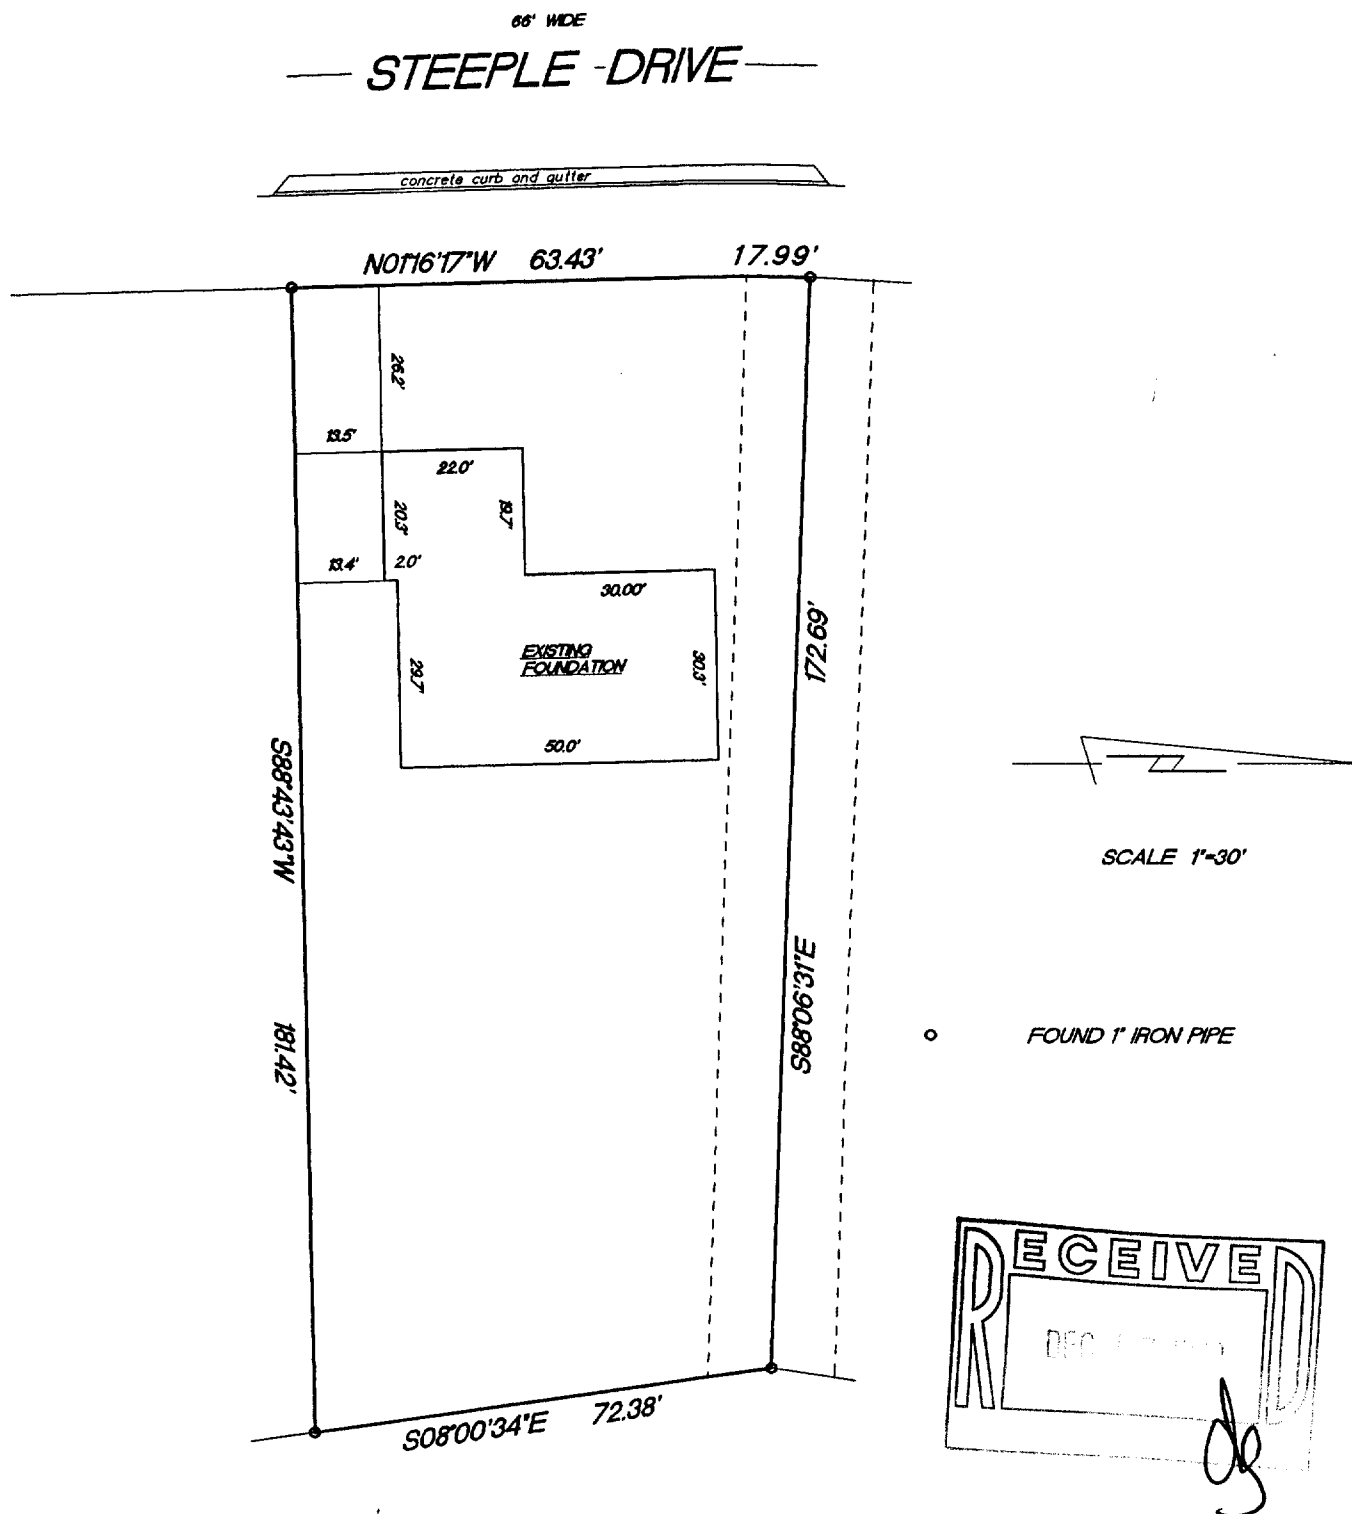 66' WIDE
STEEPLE DRIVE
concrete curb and gutter
N01°16'17"W 63.43' 17.99'
26.2'
13.5'
22.0'
20.3'
19.7'
13.4'
2.0'
30.00'
172.69'
EXISTING
FOUNDATION
29.7'
30.3'
50.0'
S88°43'43"W
181.42'
SCALE 1"=30'
S88°06'31"E
FOUND 1" IRON PIPE
RECEIVED
DEC
S08°00'34"E 72.38'